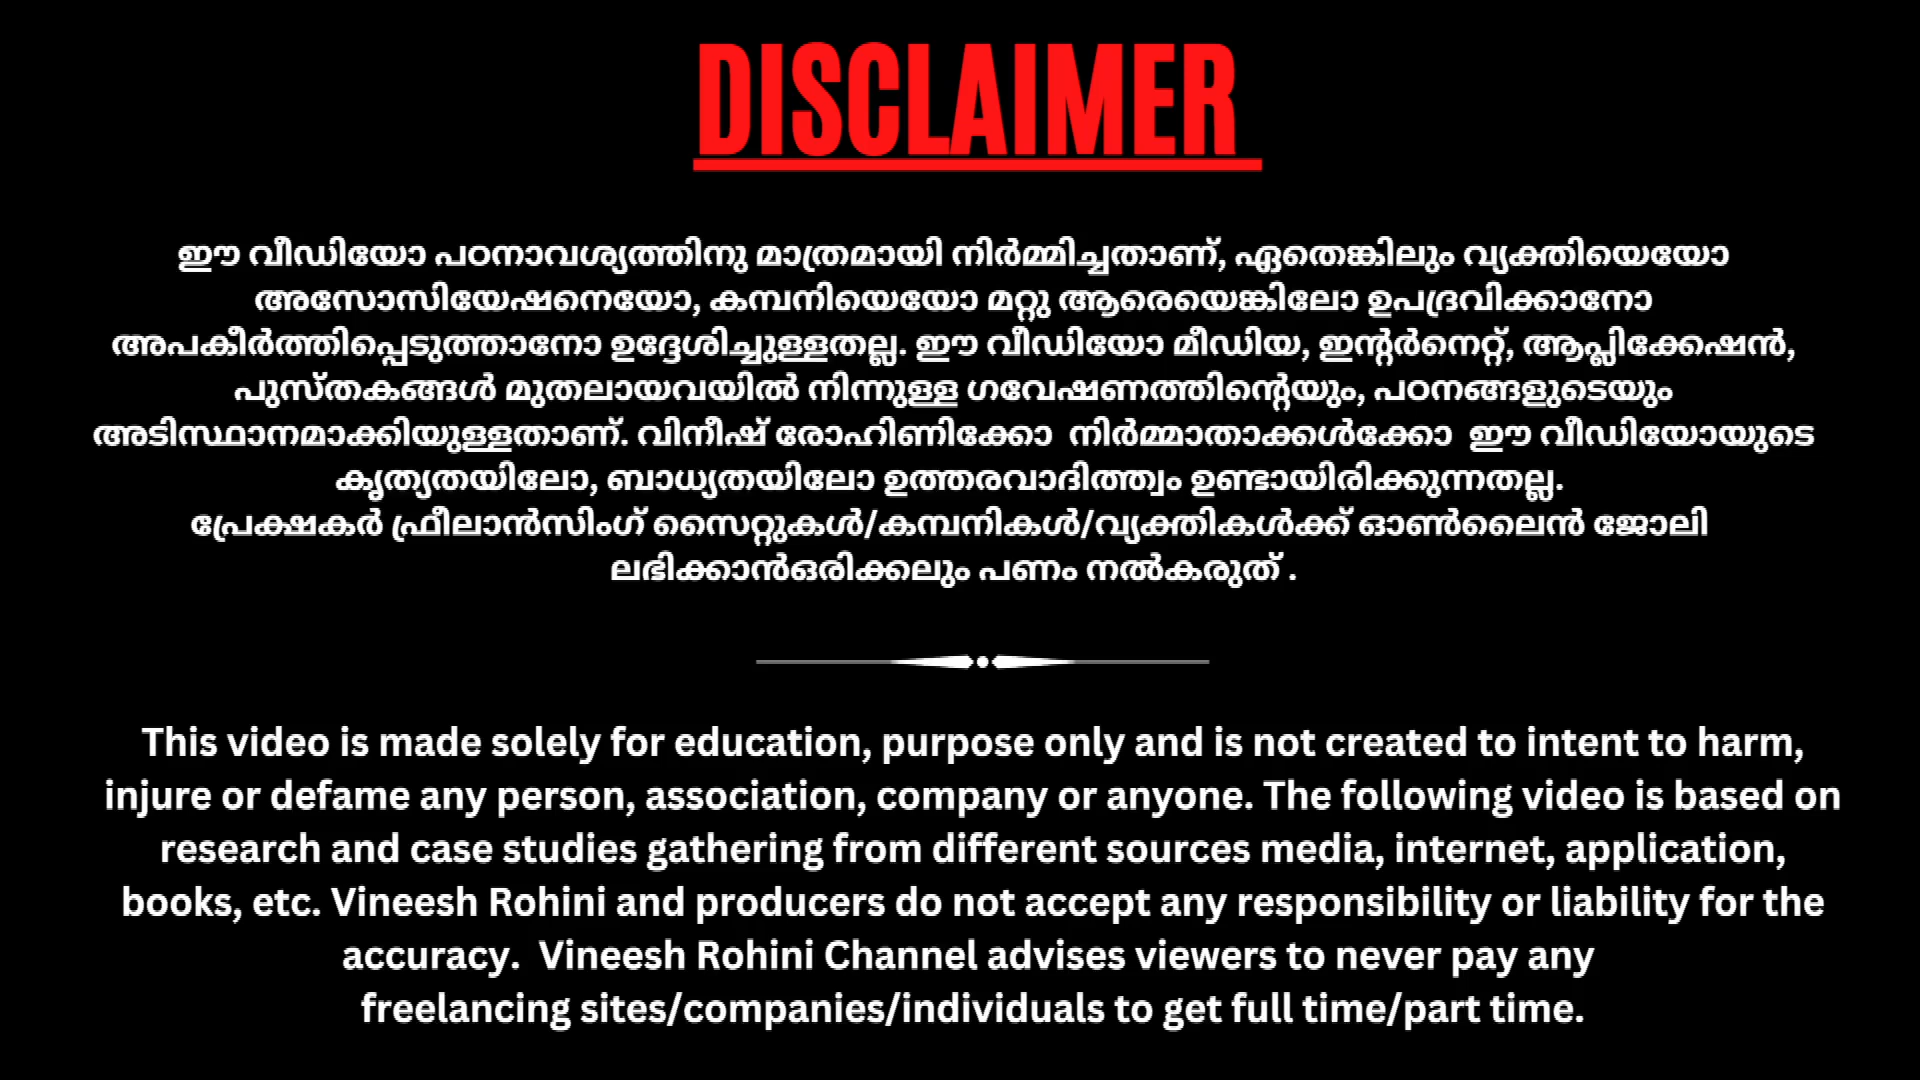 DISCLAIMER
ഈ വീഡിയോ പഠനാവശ്യത്തിനു മാത്രമായി നിർമ്മിച്ചതാണ്, ഏതെങ്കിലും വ്യക്തിയെയോ
അസോസിയേഷനെയോ, കമ്പനിയെയോ മറ്റു ആരെയെങ്കിലോ ഉപദ്രവിക്കാനോ
അപകീർത്തിപ്പെടുത്താനോ ഉദ്ദേശിച്ചുള്ളതല്ല. ഈ വീഡിയോ മീഡിയ, ഇന്റർനെറ്റ്, ആപ്ലിക്കേഷൻ,
പുസ്തകങ്ങൾ മുതലായവയിൽ നിന്നുള്ള ഗവേഷണത്തിന്റെയും, പഠനങ്ങളുടെയും
അടിസ്ഥാനമാക്കിയുള്ളതാണ്. വിനീഷ് രോഹിണിക്കോ നിർമ്മാതാക്കൾക്കോ ഈ വീഡിയോയുടെ
കൃത്യതയിലോ, ബാധ്യതയിലോ ഉത്തരവാദിത്ത്വം ഉണ്ടായിരിക്കുന്നതല്ല.
പ്രേക്ഷകർ ഫ്രീലാൻസിംഗ് സൈറ്റുകൾ/കമ്പനികൾ/വ്യക്തികൾക്ക് ഓൺലൈൻ ജോലി
ലഭിക്കാൻഒരിക്കലും പണം നൽകരുത് .
This video is made solely for education, purpose only and is not created to intent to harm,
injure or defame any person, association, company or anyone. The following video is based on
research and case studies gathering from different sources media, internet, application,
books, etc. Vineesh Rohini and producers do not accept any responsibility or liability for the
accuracy. Vineesh Rohini Channel advises viewers to never pay any
freelancing sites/companies/individuals to get full time/part time.